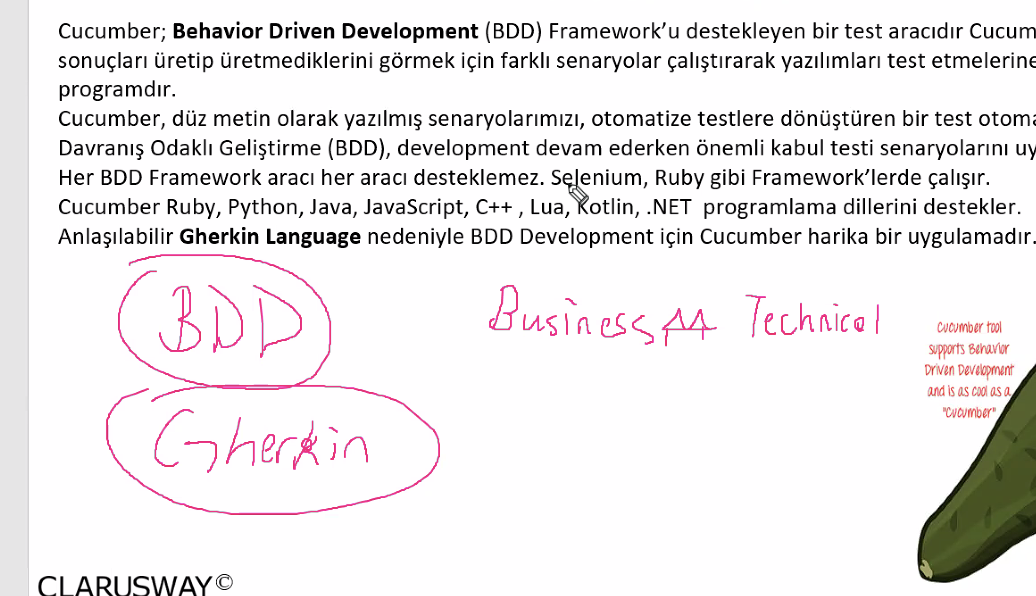 Cucumber; Behavior Driven Development (BDD) Framework’u destekleyen bir test aracıdır Cucum
sonuçları üretip üretmediklerini görmek için farklı senaryolar çalıştırarak yazılımları test etmelerine
programdır.
Cucumber, düz metin olarak yazılmış senaryolarımızı, otomatize testlere dönüştüren bir test otoma
Davranış Odaklı Geliştirme (BDD), development devam ederken önemli kabul testi senaryolarını uy
Her BDD Framework aracı her aracı desteklemez. Selenium, Ruby gibi Framework’lerde çalışır.
Cucumber Ruby, Python, Java, JavaScript, C++ , Lua, Kotlin, .NET programlama dillerini destekler.
Anlaşılabilir Gherkin Language nedeniyle BDD Development için Cucumber harika bir uygulamadır.
BDD
Business Technical
Cucumber tool
supports Behavior
Driven Development
and is as cool as a
"Cucumber"
Gherkin
CLARUSWAY©